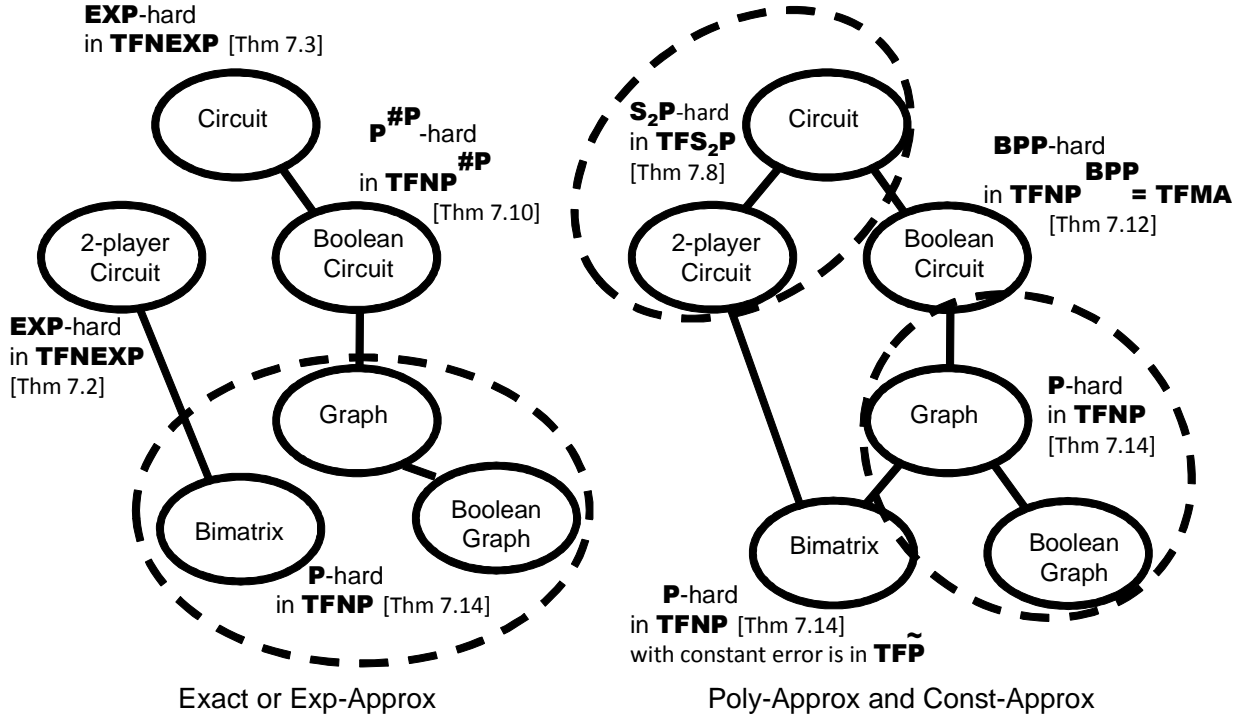 EXP-hard
in TFNEXP [Thm 7.3]
Circuit
P^#P-hard
in TFNP^#P
[Thm 7.10]
2-player
Circuit
Boolean
Circuit
EXP-hard
in TFNEXP
[Thm 7.2]
Graph
Bimatrix
Boolean
Graph
P-hard
in TFNP [Thm 7.14]
Exact or Exp-Approx
S₂P-hard
in TFS₂P
[Thm 7.8]
Circuit
BPP-hard
in TFNP^BPP = TFMA
[Thm 7.12]
2-player
Circuit
Boolean
Circuit
Graph
P-hard
in TFNP
[Thm 7.14]
Bimatrix
Boolean
Graph
P-hard
in TFNP [Thm 7.14]
with constant error is in TFP̃
Poly-Approx and Const-Approx